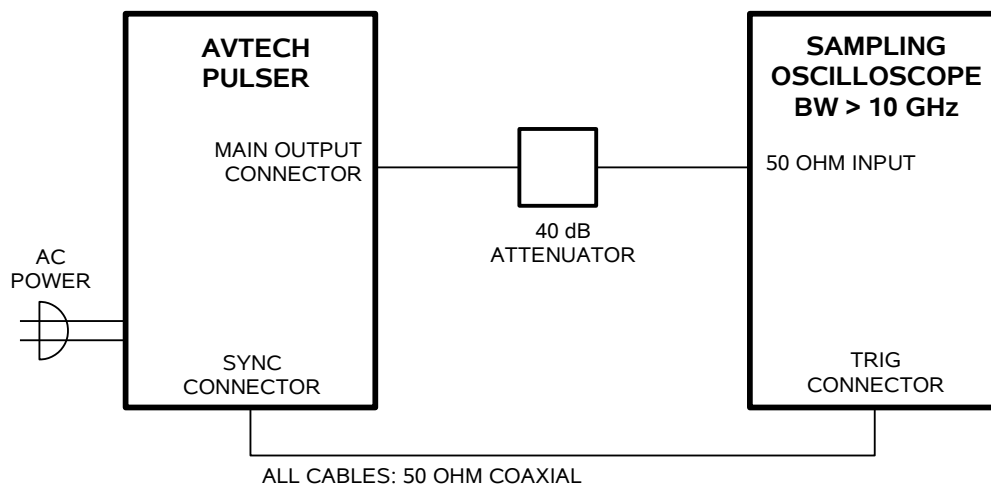 AVTECH
PULSER
SAMPLING
OSCILLOSCOPE
BW > 10 GHz
MAIN OUTPUT
CONNECTOR
50 OHM INPUT
40 dB
ATTENUATOR
AC
POWER
SYNC
CONNECTOR
TRIG
CONNECTOR
ALL CABLES: 50 OHM COAXIAL